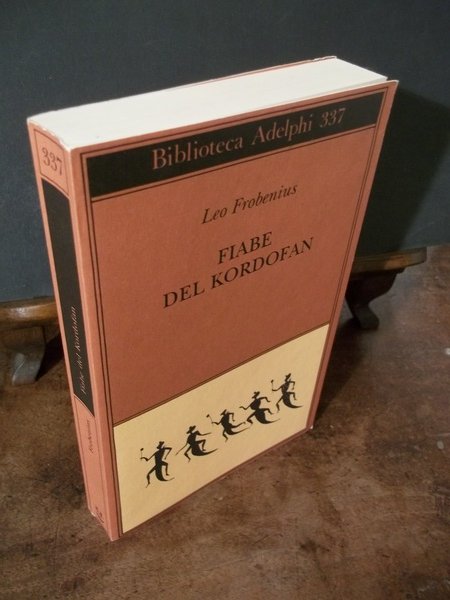 Biblioteca Adelphi 337
Leo Frobenius
FIABE
DEL KORDOFAN
337
Fiabe del Kordofan
Frobenius